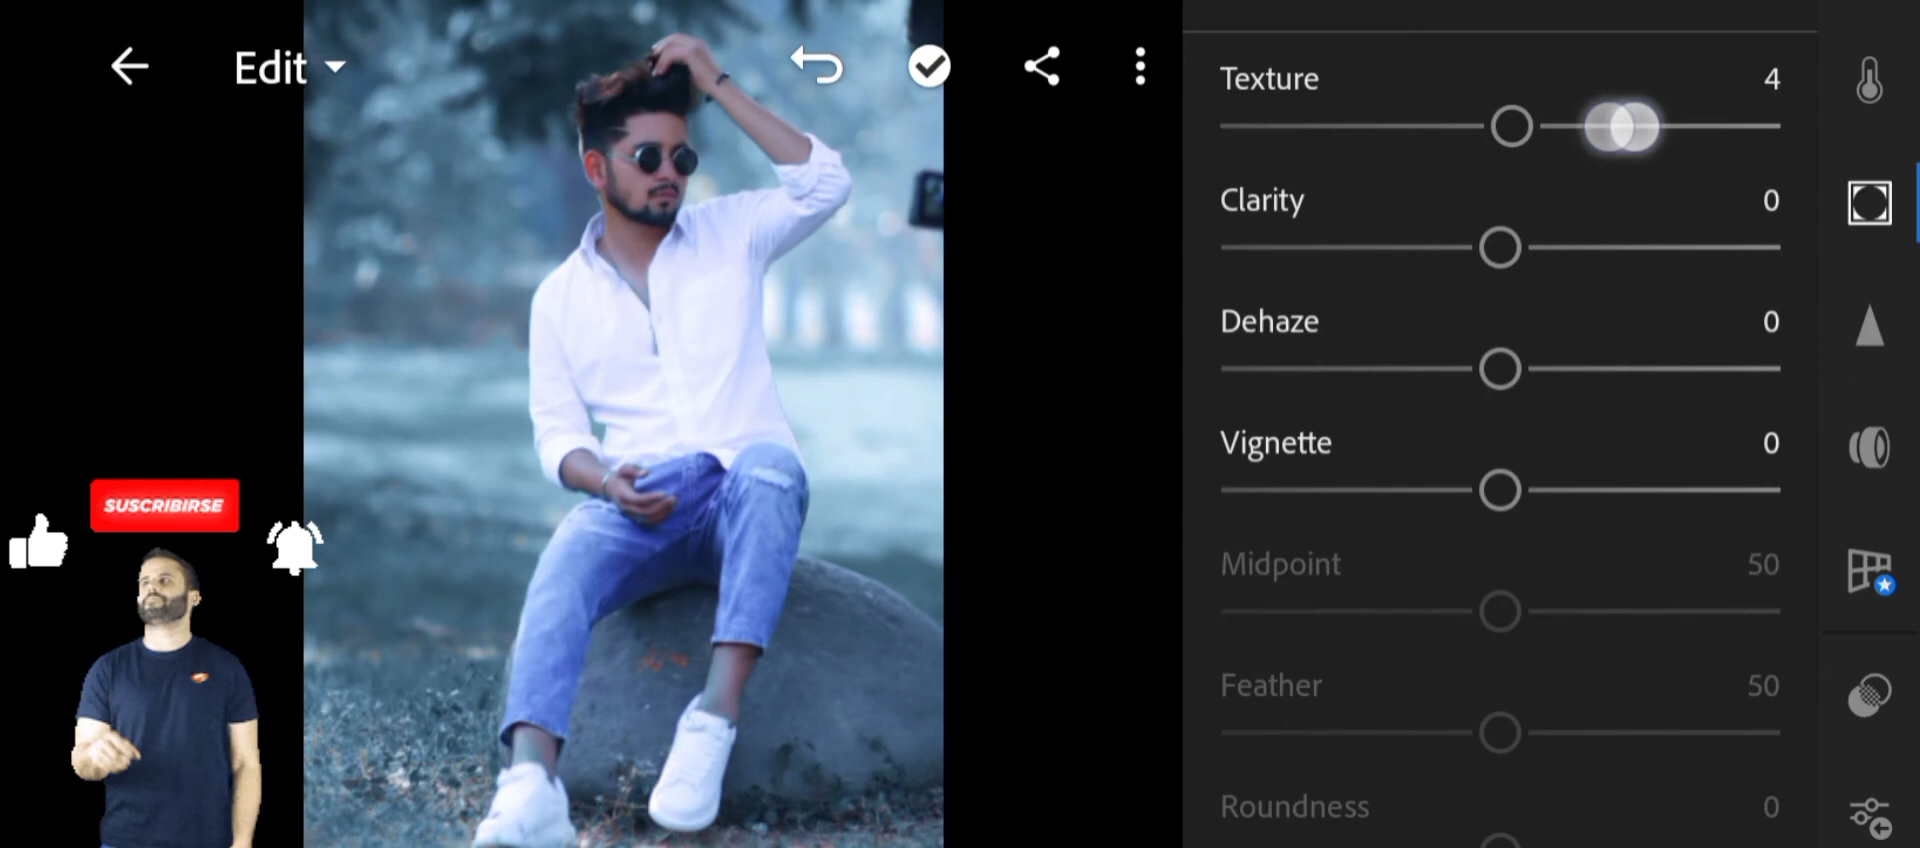 Edit
Texture 4
Clarity 0
Dehaze 0
Vignette 0
Midpoint 50
Feather 50
Roundness 0
SUSCRIBIRSE